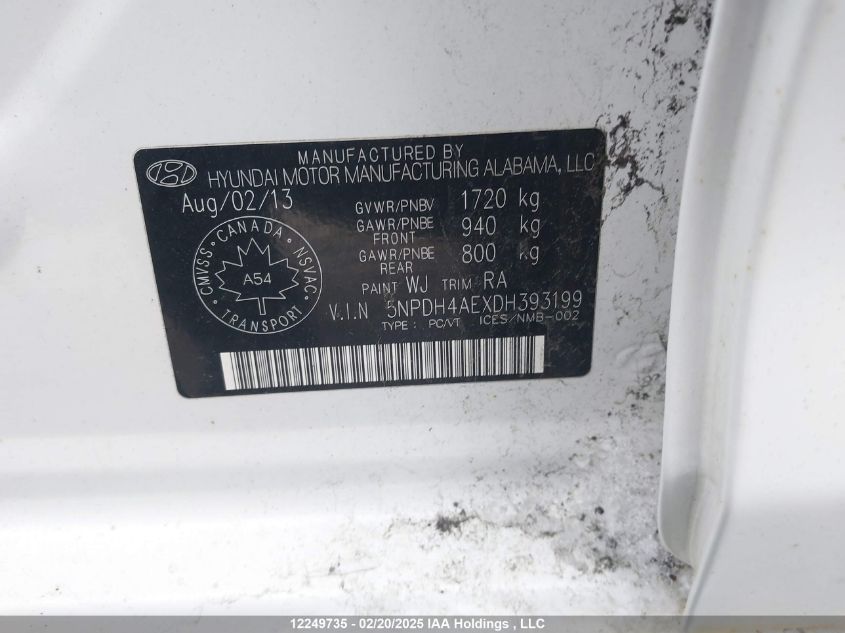 MANUFACTURED BY
HYUNDAI MOTOR MANUFACTURING ALABAMA, LLC
Aug/02/13
GVWR/PNBV 1720 kg
GAWR/PNBE FRONT 940 kg
GAWR/PNBE REAR 800 kg
PAINT WJ TRIM RA
V.I.N 5NPDH4AEXDH393199
TYPE : PC/VT ICES/NMB-002
CANADA
CMVSS · NSVAC
A54
TRANSPORT
12249735 - 02/20/2025 IAA Holdings , LLC